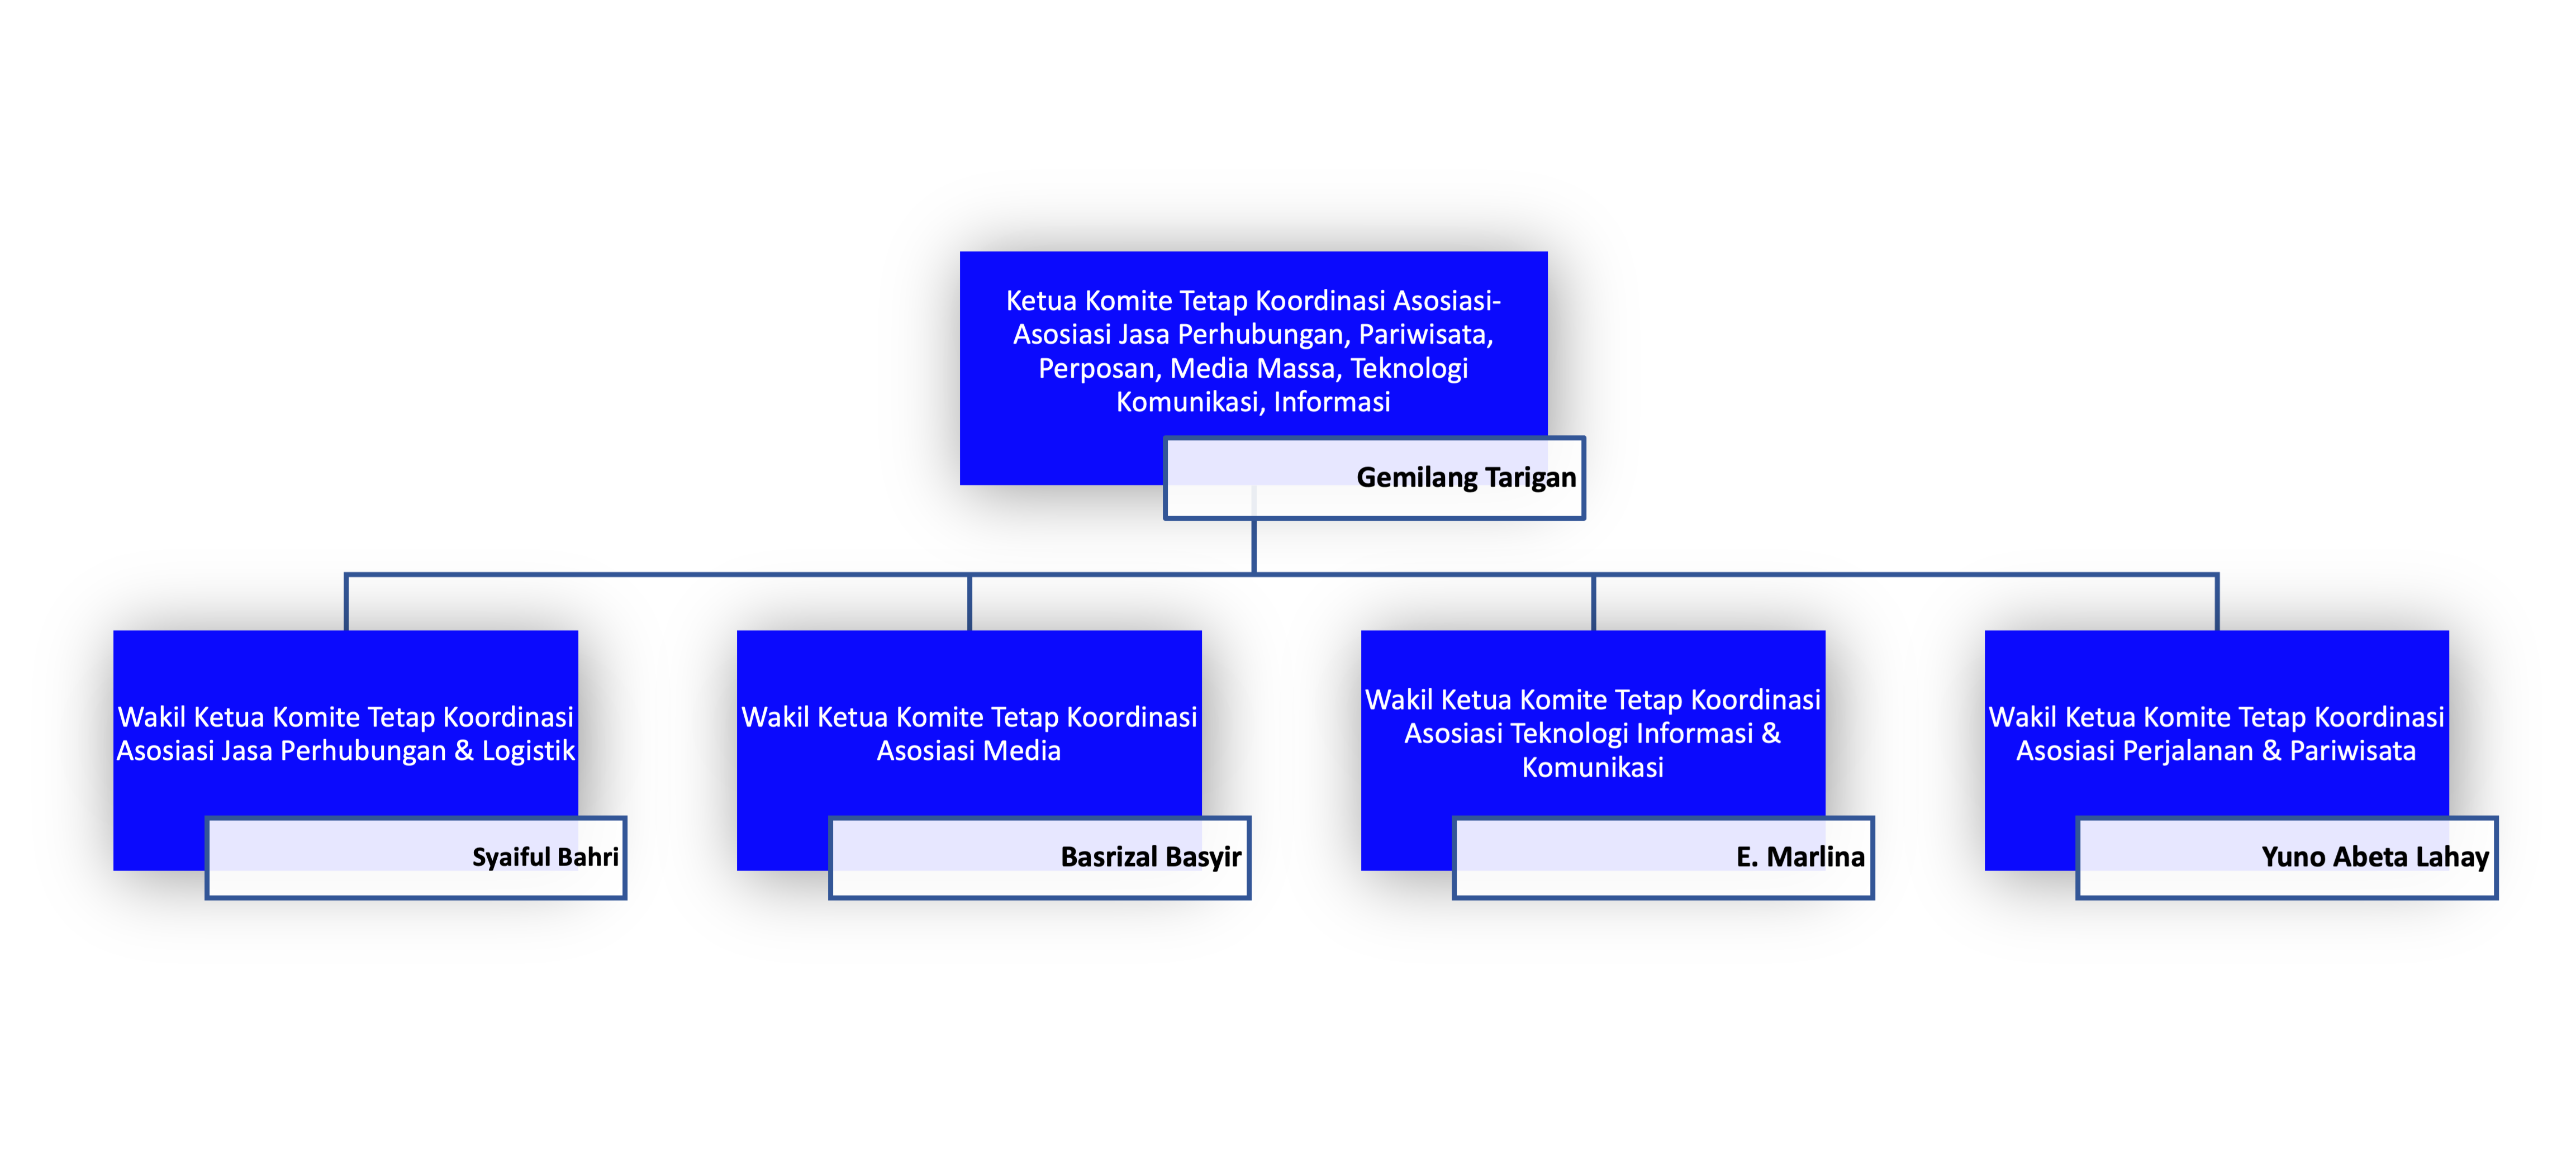 Ketua Komite Tetap Koordinasi Asosiasi-
Asosiasi Jasa Perhubungan, Pariwisata,
Perposan, Media Massa, Teknologi
Komunikasi, Informasi
Gemilang Tarigan
Wakil Ketua Komite Tetap Koordinasi
Asosiasi Jasa Perhubungan & Logistik
Syaiful Bahri
Wakil Ketua Komite Tetap Koordinasi
Asosiasi Media
Basrizal Basyir
Wakil Ketua Komite Tetap Koordinasi
Asosiasi Teknologi Informasi &
Komunikasi
E. Marlina
Wakil Ketua Komite Tetap Koordinasi
Asosiasi Perjalanan & Pariwisata
Yuno Abeta Lahay